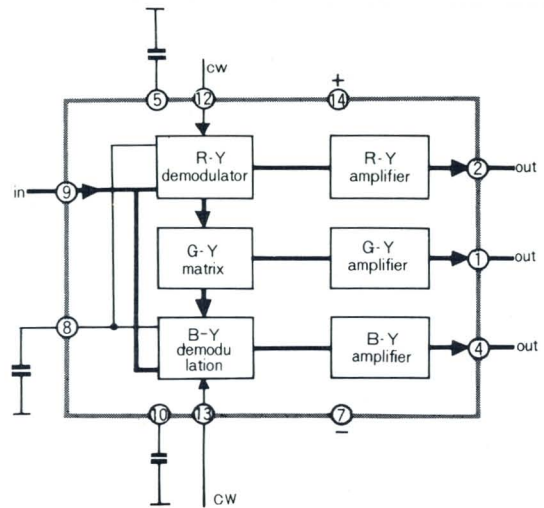 cw
+
5
12
14
R-Y
demodulator
R-Y
amplifier
2
out
in
9
G-Y
matrix
G-Y
amplifier
1
out
8
B-Y
demodu
lation
B-Y
amplifier
4
out
10
13
7
−
CW